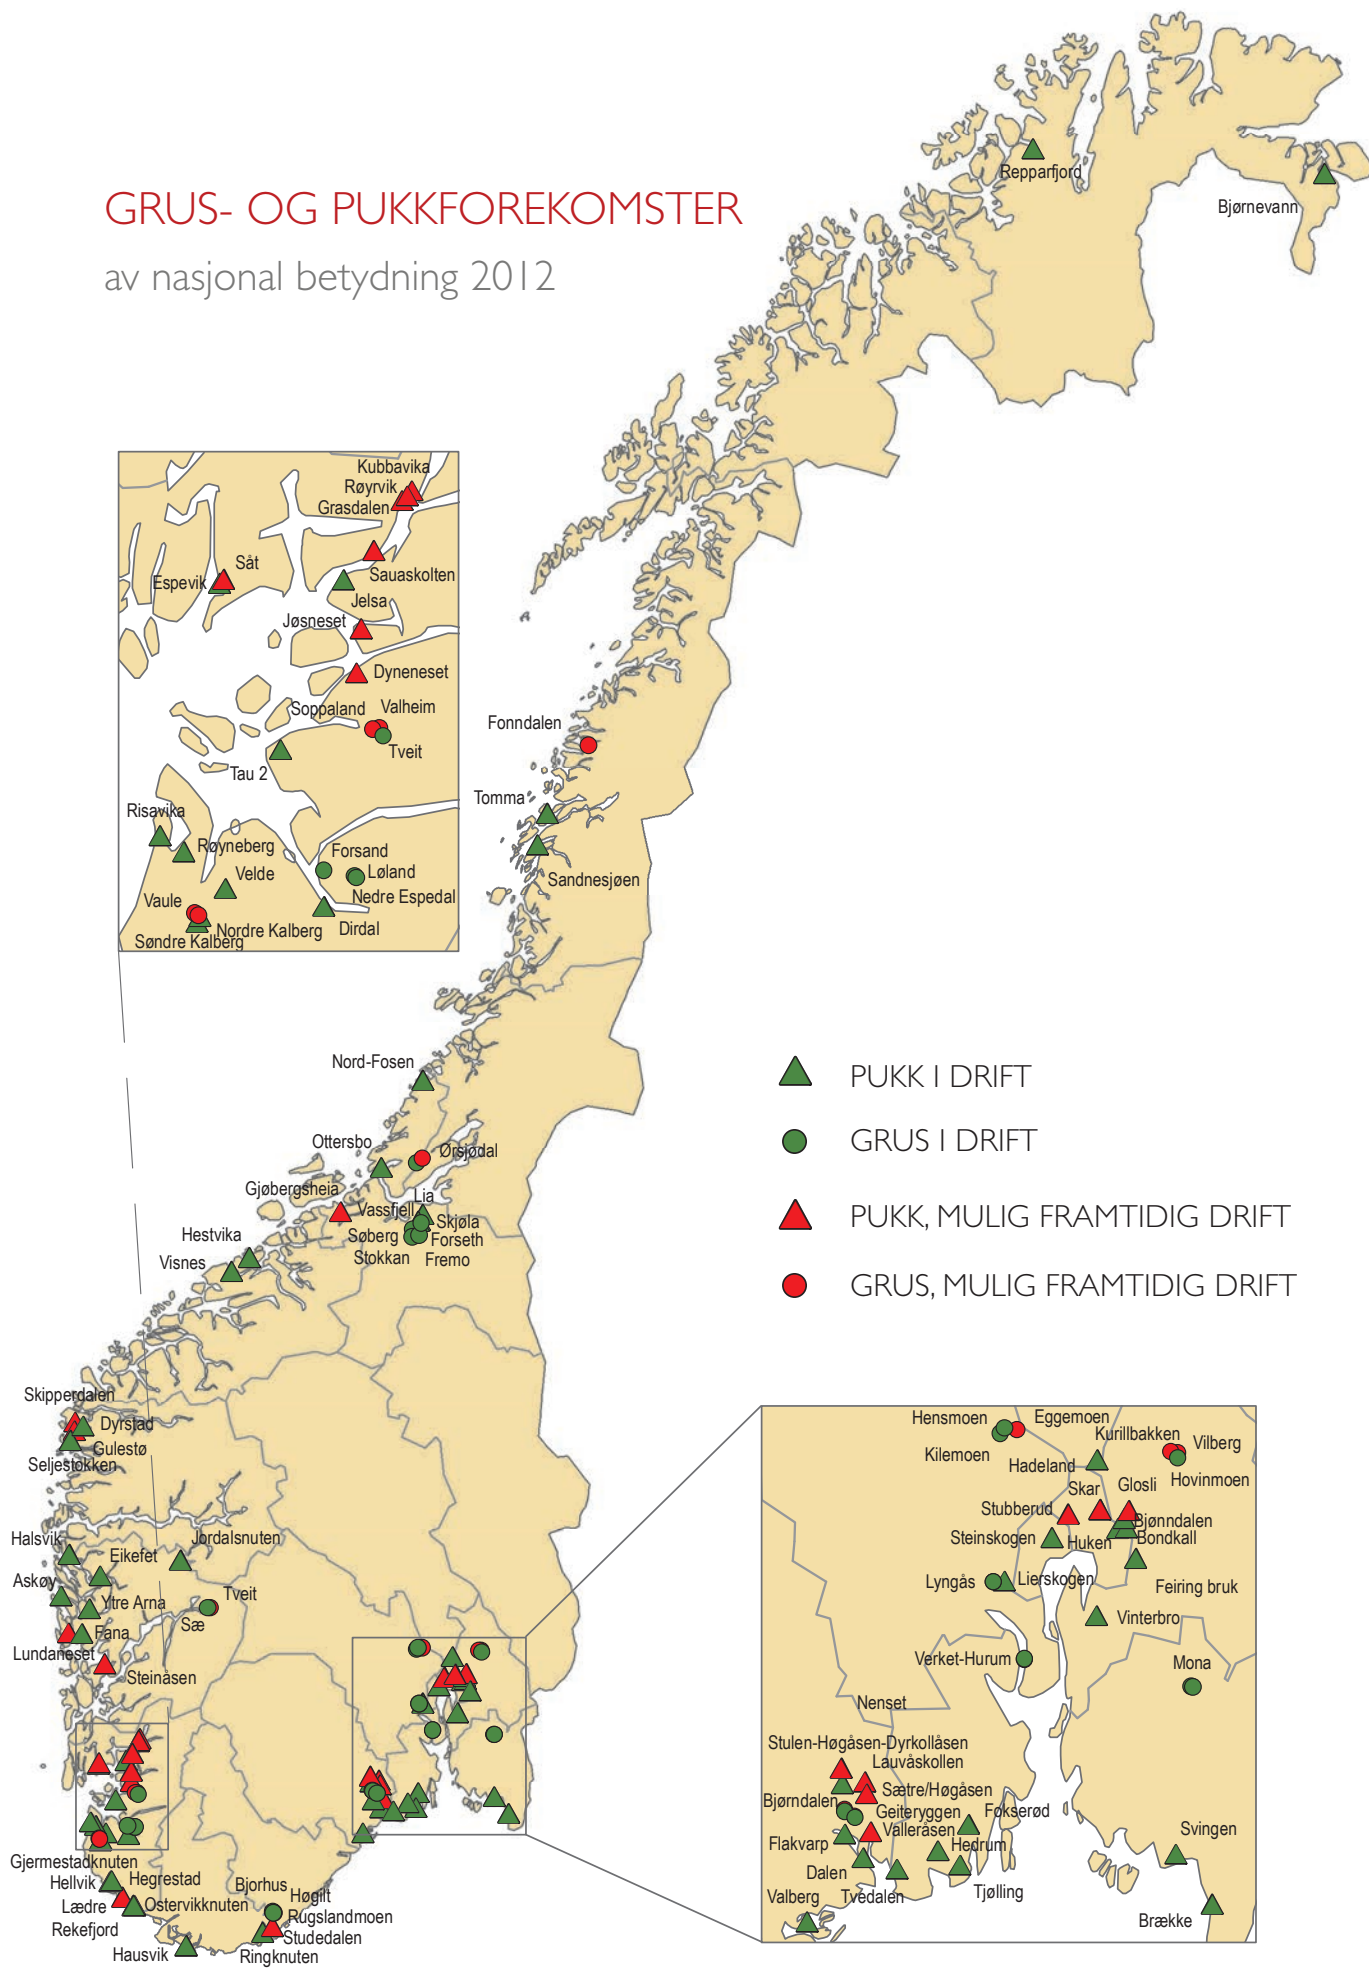 GRUS- OG PUKKFOREKOMSTER
av nasjonal betydning 2012
Repparfjord
Bjørnevann
Kubbavika
Røyrvik
Grasdalen
Såt
Espevik
Sauaskolten
Jelsa
Jøsneset
Dyneneset
Soppaland
Valheim
Tveit
Tau 2
Risavika
Røyneberg
Forsand
Løland
Velde
Nedre Espedal
Vaule
Nordre Kalberg
Dirdal
Søndre Kalberg
Fonndalen
Tomma
Sandnesjøen
Nord-Fosen
Ottersbo
Ørsjødal
Gjøbergsheia
Lia
Vassfjell
Skjøla
Søberg
Forseth
Stokkan
Fremo
Hestvika
Visnes
PUKK I DRIFT
GRUS I DRIFT
PUKK, MULIG FRAMTIDIG DRIFT
GRUS, MULIG FRAMTIDIG DRIFT
Skipperdalen
Dyrstad
Gulestø
Seljestokken
Halsvik
Jordalsnuten
Eikefet
Askøy
Tveit
Ytre Arna
Sæ
Fana
Lundaneset
Steinåsen
Gjermestadknuten
Hellvik
Hegrestad
Lædre
Ostervikknuten
Rekefjord
Hausvik
Bjorhus
Høgilt
Rugslandmoen
Studedalen
Ringknuten
Hensmoen
Eggemoen
Kurillbakken
Vilberg
Kilemoen
Hadeland
Hovinmoen
Skar
Glosli
Stubberud
Bjønndalen
Steinskogen
Huken
Bondkall
Lyngås
Lierskogen
Feiring bruk
Vinterbro
Verket-Hurum
Mona
Nenset
Stulen-Høgåsen-Dyrkollåsen
Lauvåskollen
Sætre/Høgåsen
Bjørndalen
Geiteryggen
Fokserød
Valleråsen
Flakvarp
Hedrum
Svingen
Dalen
Tvedalen
Tjølling
Valberg
Brække